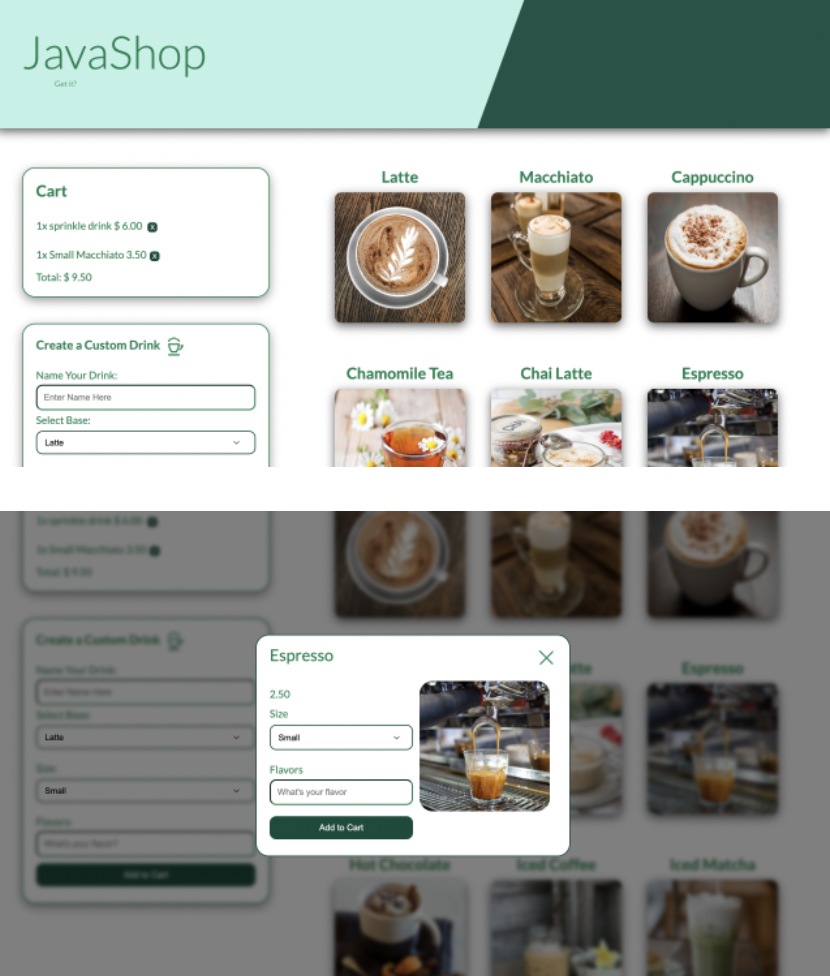 JavaShop
Get it?
Cart
1x sprinkle drink $ 6.00 x
1x Small Macchiato 3.50 x
Total: $ 9.50
Create a Custom Drink
Name Your Drink:
Enter Name Here
Select Base:
Latte
Latte
Macchiato
Cappuccino
Chamomile Tea
Chai Latte
Espresso
1x sprinkle drink $ 6.00
1x Small Macchiato 3.50
Total: $ 9.50
Create a Custom Drink
Name Your Drink:
Enter Name Here
Select Base:
Latte
Size:
Small
Flavors:
What's your flavor?
Add to Cart
Espresso
2.50
Size
Small
Flavors
What's your flavor
Add to Cart
Espresso
Hot Chocolate
Iced Coffee
Iced Matcha